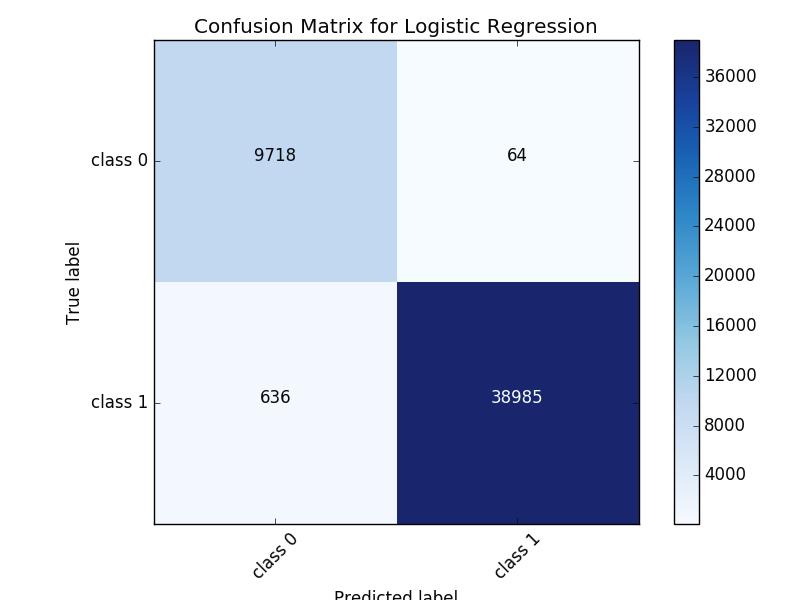 Confusion Matrix for Logistic Regression
class 0
9718
64
True label
class 1
636
38985
class 0
class 1
Predicted label
36000
32000
28000
24000
20000
16000
12000
8000
4000